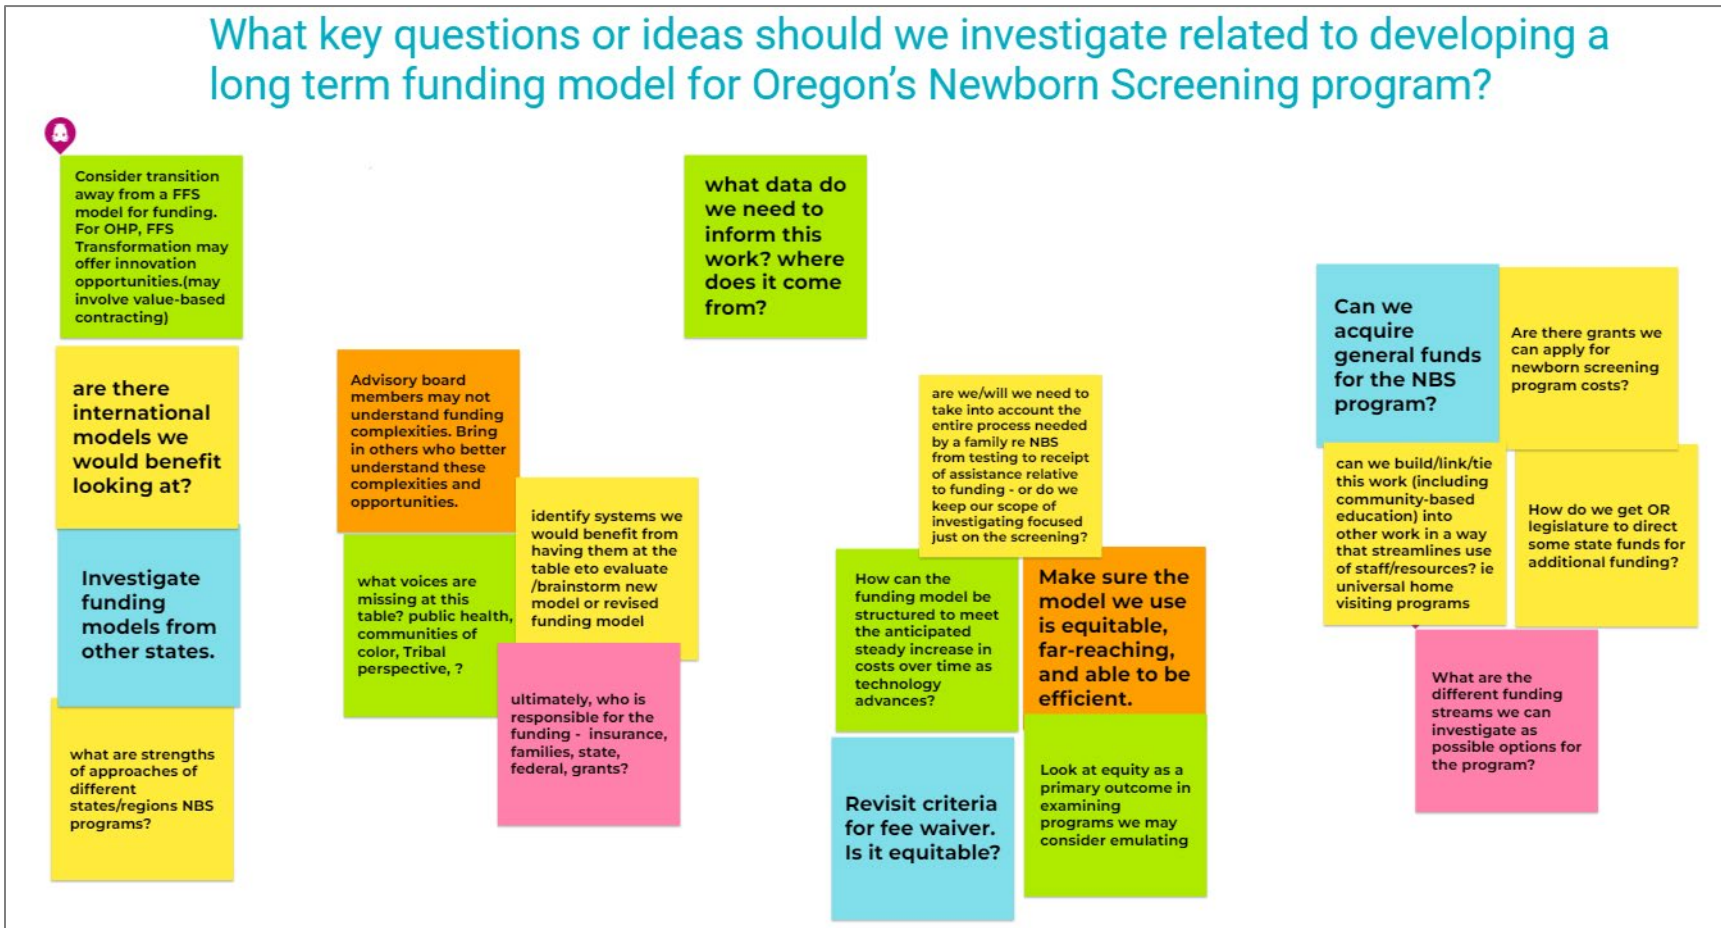 What key questions or ideas should we investigate related to developing a
long term funding model for Oregon's Newborn Screening program?
Consider transition
away from a FFS
model for funding.
For OHP, FFS
Transformation may
offer innovation
opportunities.(may
involve value-based
contracting)
are there
international
models we
would benefit
looking at?
Investigate
funding
models from
other states.
what are strengths
of approaches of
different
states/regions NBS
programs?
Advisory board
members may not
understand funding
complexities. Bring
in others who better
understand these
complexities and
opportunities.
what voices are
missing at this
table? public health,
communities of
color, Tribal
perspective, ?
identify systems we
would benefit from
having them at the
table eto evaluate
/brainstorm new
model or revised
funding model
ultimately, who is
responsible for the
funding - insurance,
families, state,
federal, grants?
what data do
we need to
inform this
work? where
does it come
from?
are we/will we need to
take into account the
entire process needed
by a family re NBS
from testing to receipt
of assistance relative
to funding - or do we
keep our scope of
investigating focused
just on the screening?
How can the
funding model be
structured to meet
the anticipated
steady increase in
costs over time as
technology
advances?
Make sure the
model we use
is equitable,
far-reaching,
and able to be
efficient.
Revisit criteria
for fee waiver.
Is it equitable?
Look at equity as a
primary outcome in
examining
programs we may
consider emulating
Can we
acquire
general funds
for the NBS
program?
Are there grants we
can apply for
newborn screening
program costs?
can we build/link/tie
this work (including
community-based
education) into
other work in a way
that streamlines use
of staff/resources? ie
universal home
visiting programs
How do we get OR
legislature to direct
some state funds for
additional funding?
What are the
different funding
streams we can
investigate as
possible options for
the program?